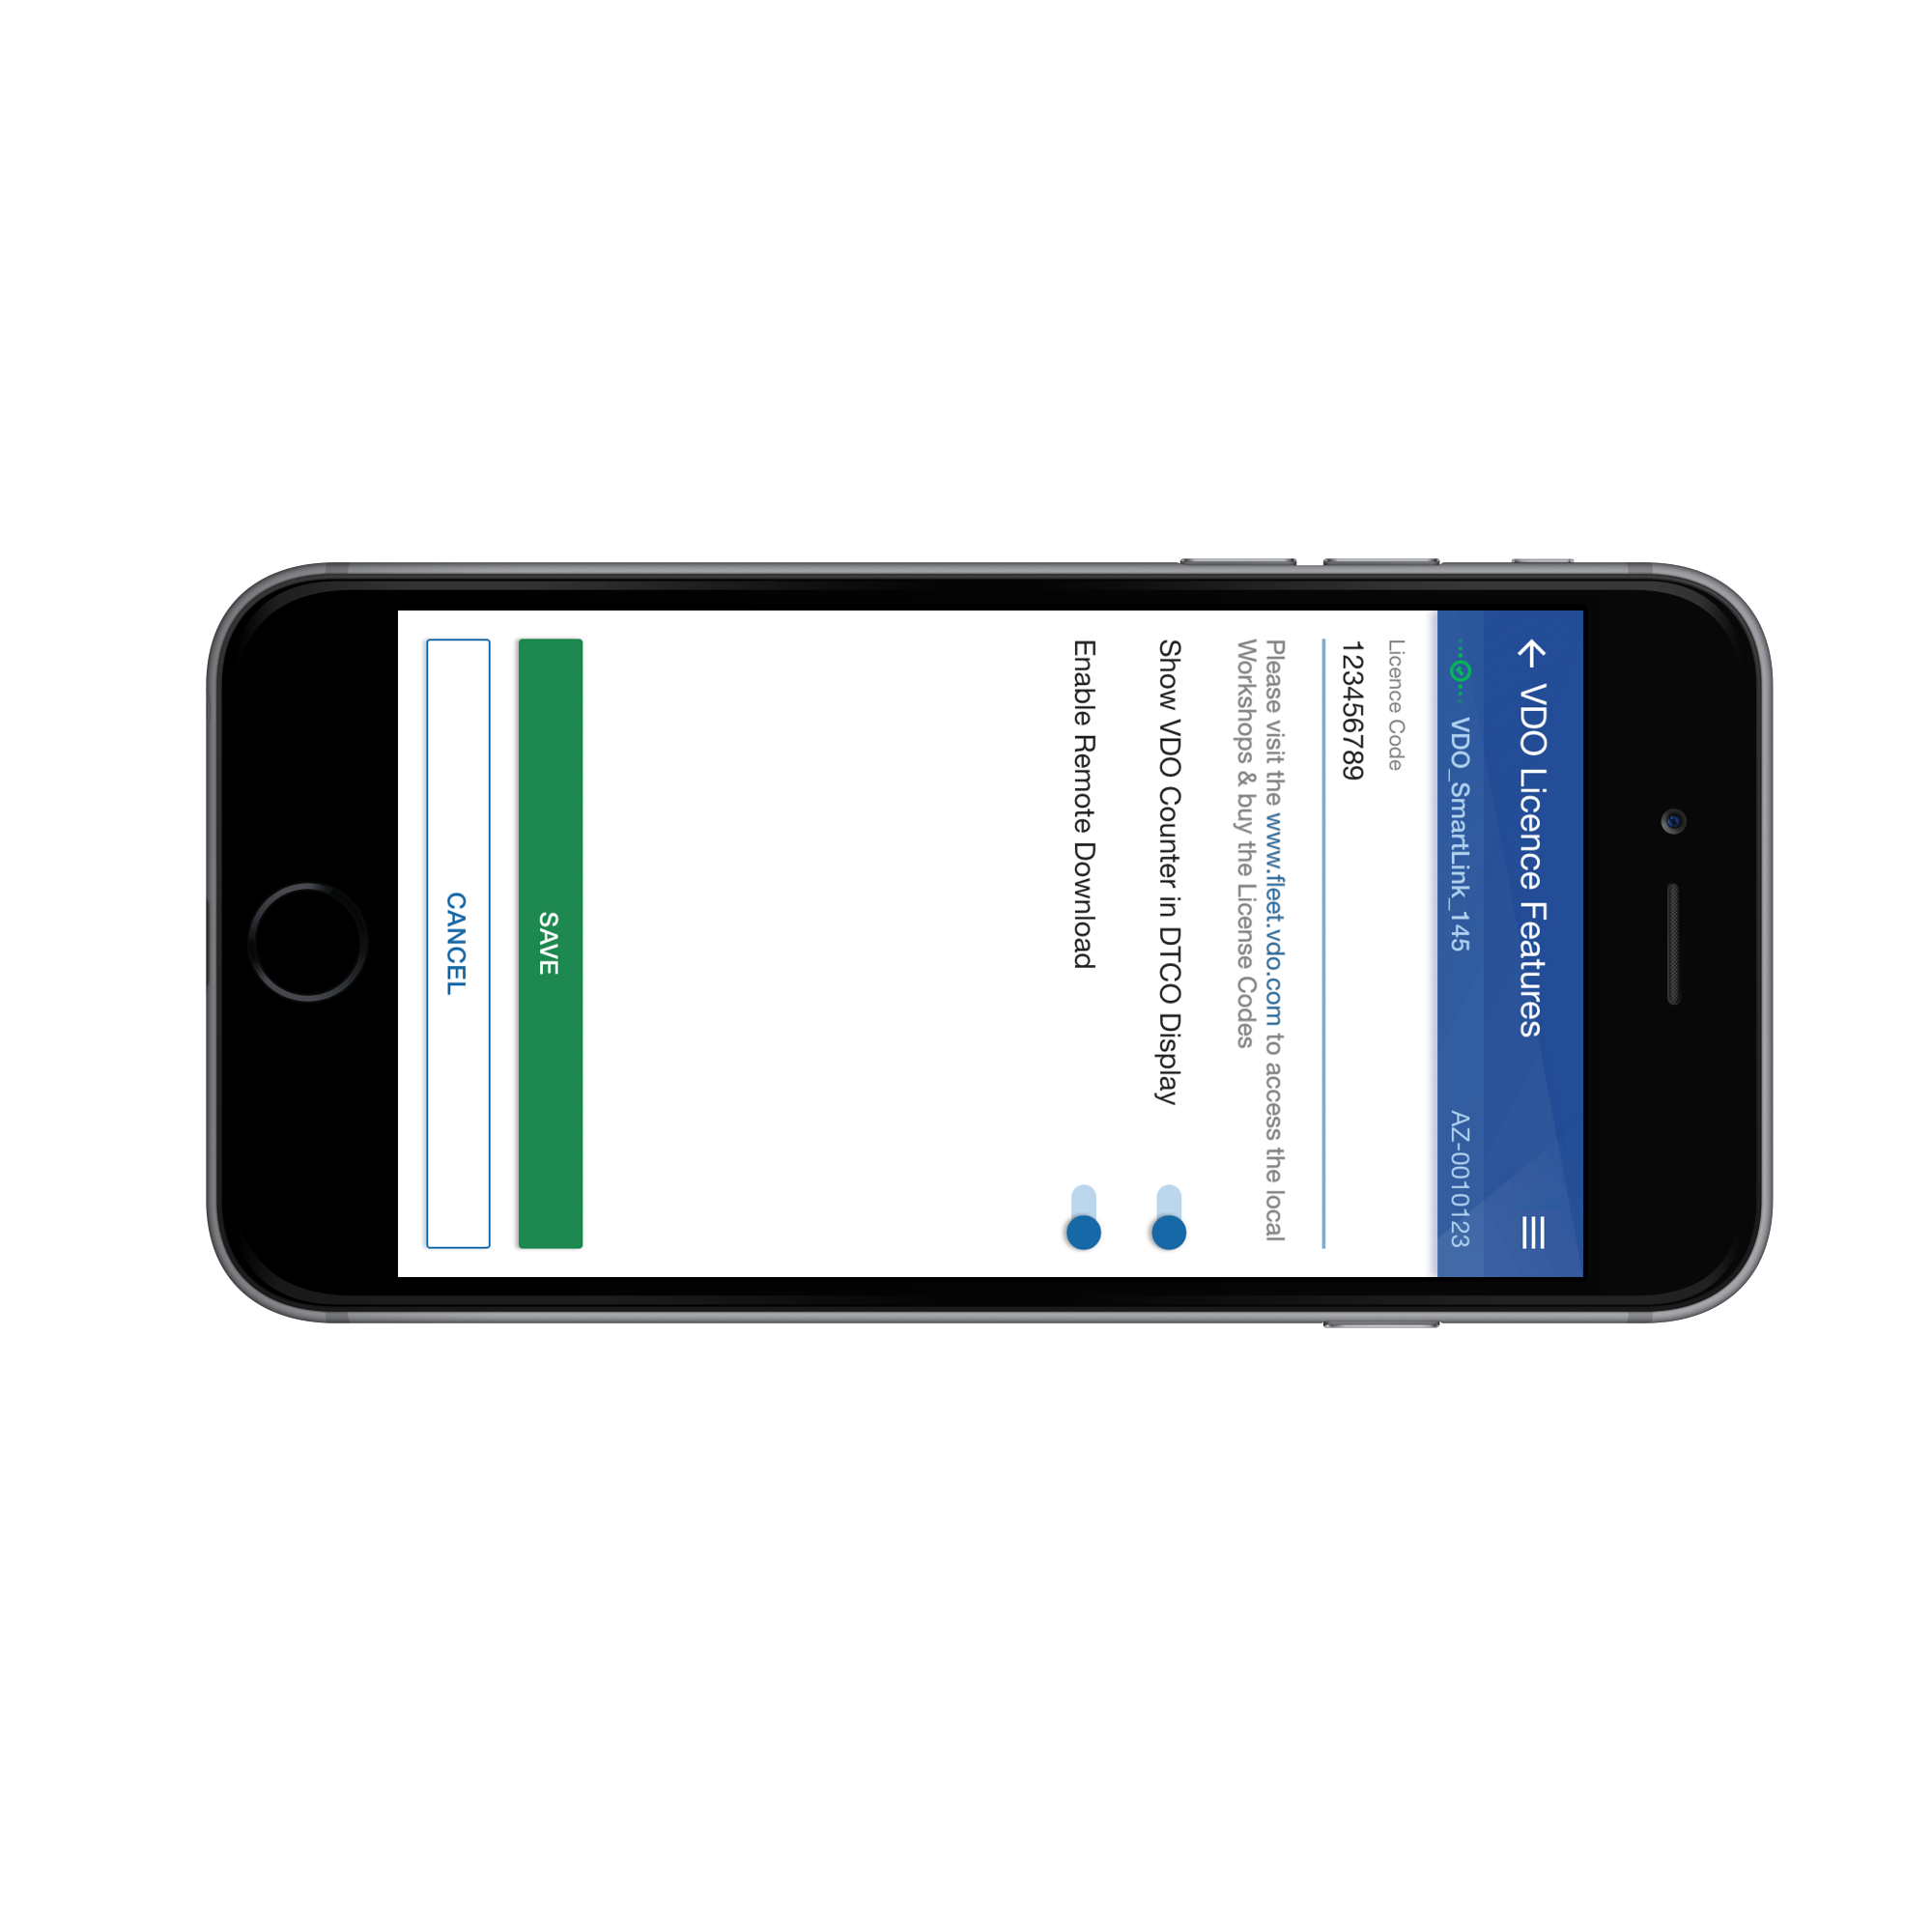 VDO Licence Features
VDO_SmartLink_145 AZ-0010123
Licence Code
123456789
Please visit the www.fleet.vdo.com to access the local
Workshops & buy the License Codes
Show VDO Counter in DTCO Display
Enable Remote Download
SAVE
CANCEL